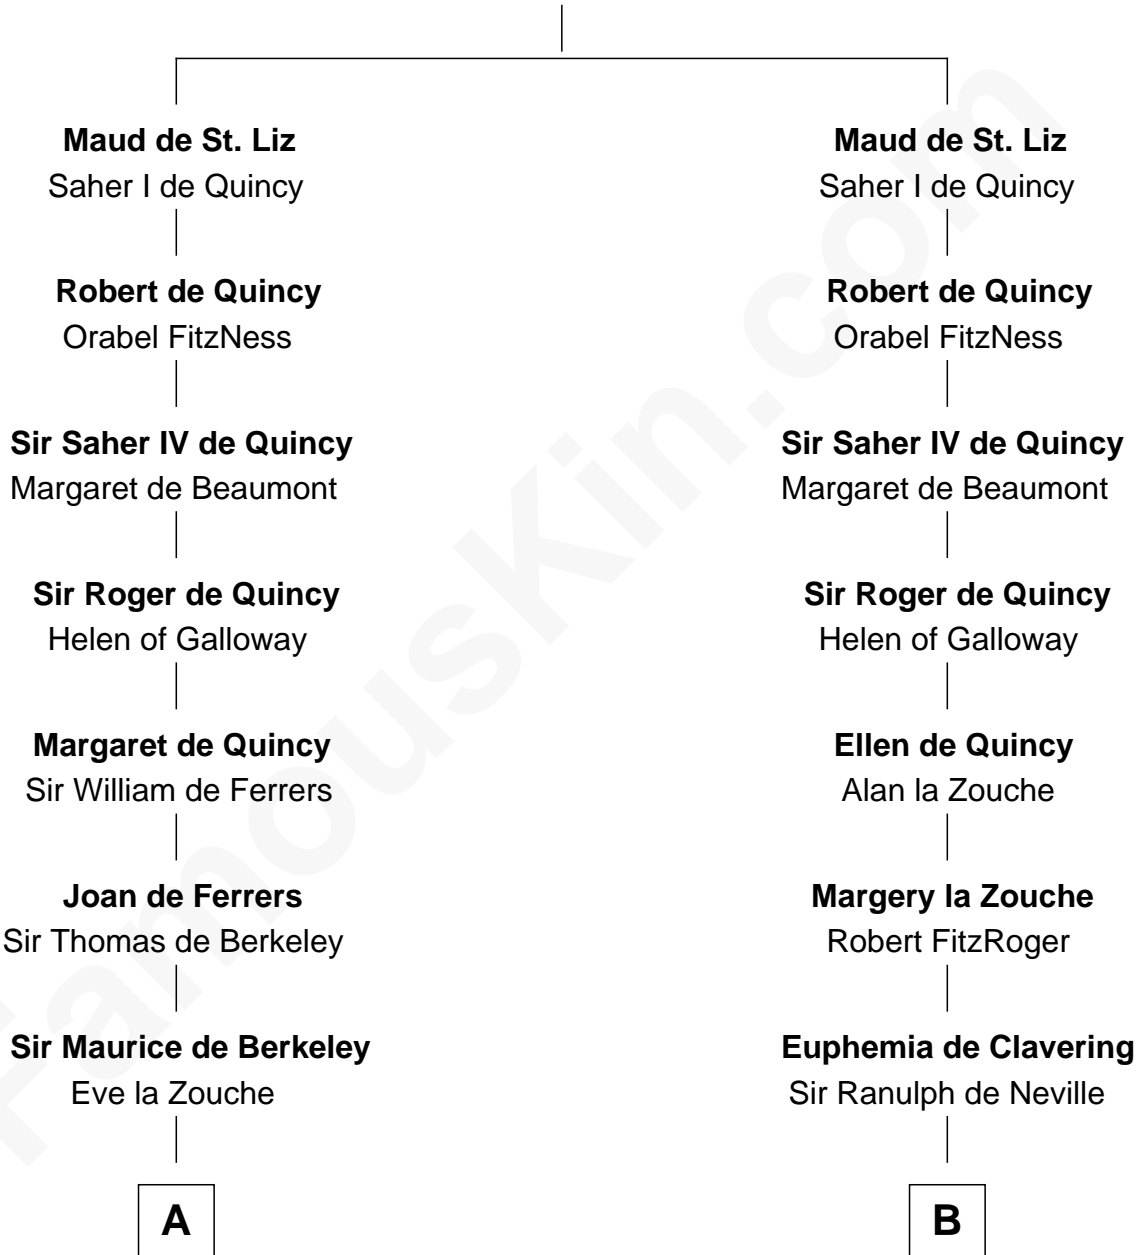 Maud de St. Liz
Saher I de Quincy
Robert de Quincy
Orabel FitzNess
Sir Saher IV de Quincy
Margaret de Beaumont
Sir Roger de Quincy
Helen of Galloway
Margaret de Quincy
Sir William de Ferrers
Joan de Ferrers
Sir Thomas de Berkeley
Sir Maurice de Berkeley
Eve la Zouche
A
Maud de St. Liz
Saher I de Quincy
Robert de Quincy
Orabel FitzNess
Sir Saher IV de Quincy
Margaret de Beaumont
Sir Roger de Quincy
Helen of Galloway
Ellen de Quincy
Alan la Zouche
Margery la Zouche
Robert FitzRoger
Euphemia de Clavering
Sir Ranulph de Neville
B
FamousKin.com